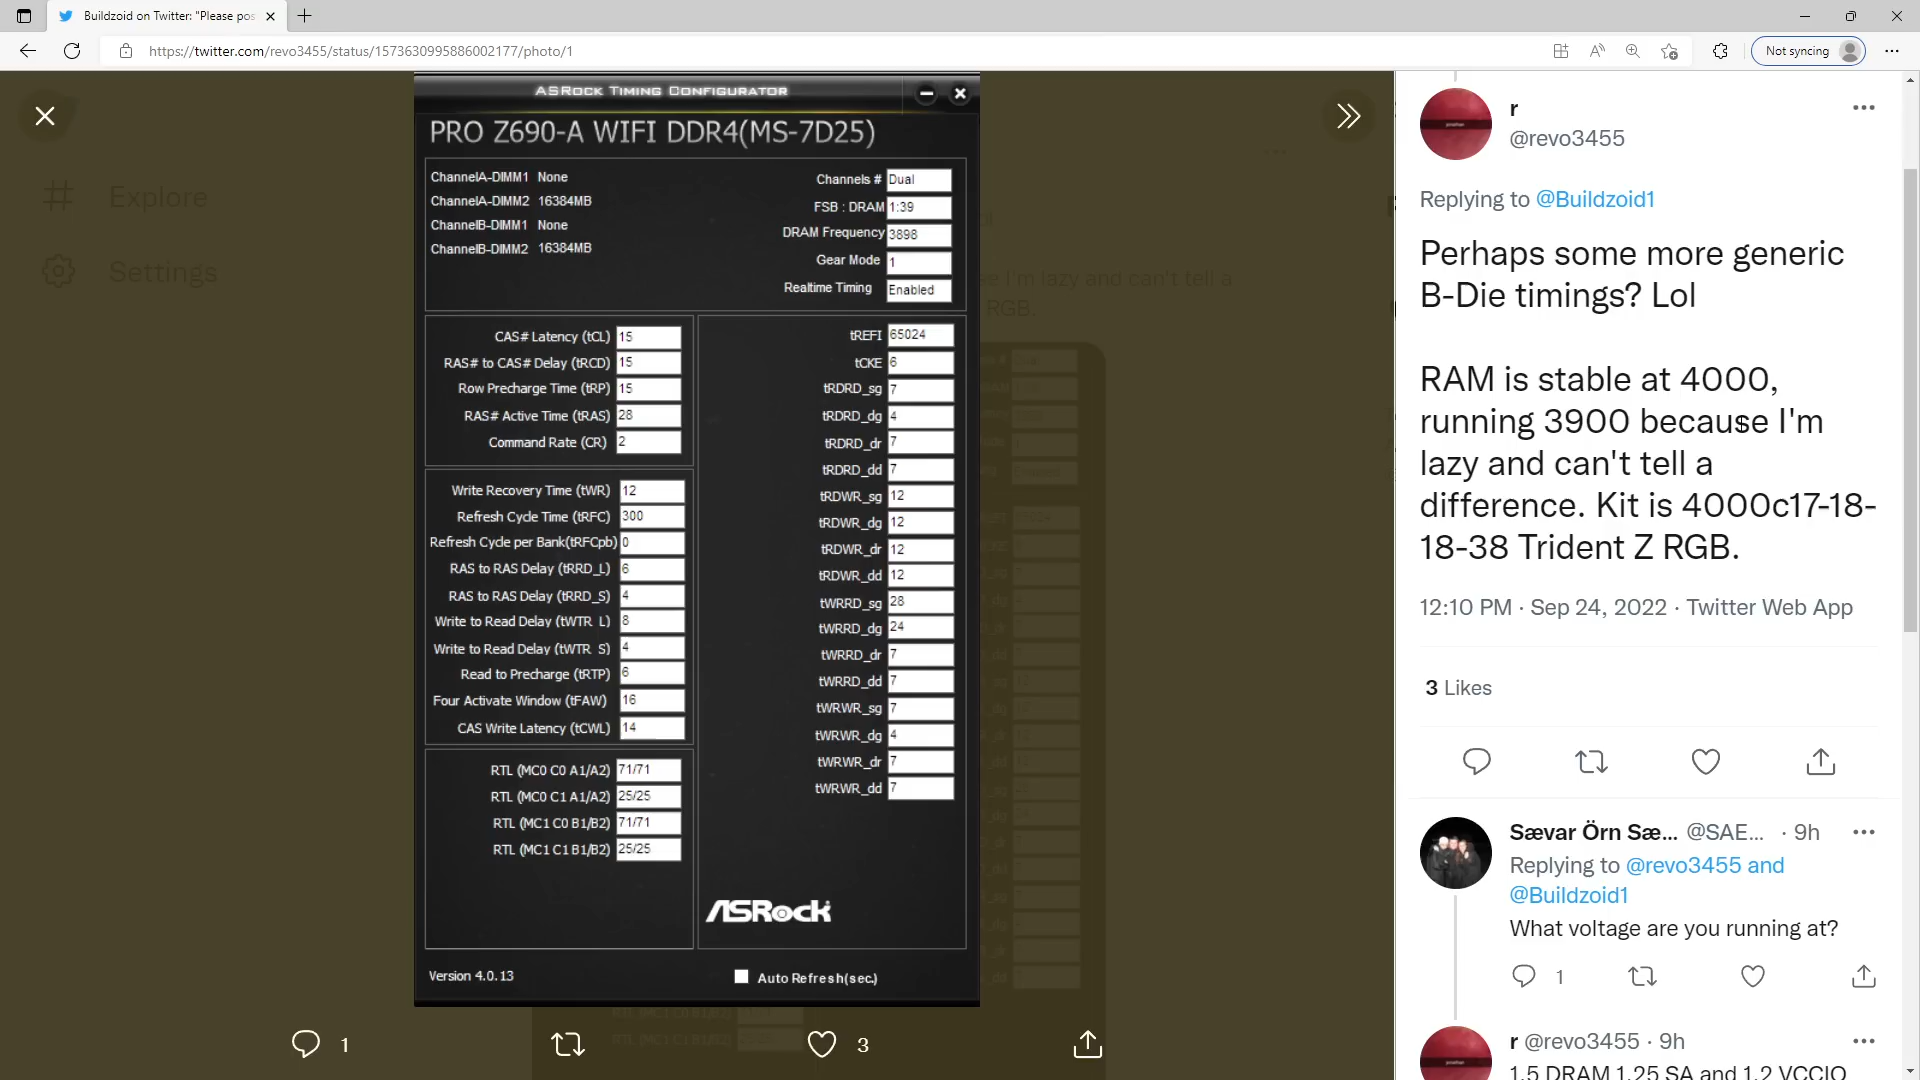 Buildzoid on Twitter: "Please pos
https://twitter.com/revo3455/status/1573630995886002177/photo/1
Not syncing
Explore
Settings
ASRock Timing Configurator
PRO Z690-A WIFI DDR4(MS-7D25)
ChannelA-DIMM1 None
ChannelA-DIMM2 16384MB
ChannelB-DIMM1 None
ChannelB-DIMM2 16384MB
Channels # Dual
FSB : DRAM 1:39
DRAM Frequency 3898
Gear Mode 1
Realtime Timing Enabled
CAS# Latency (tCL) 15
RAS# to CAS# Delay (tRCD) 15
Row Precharge Time (tRP) 15
RAS# Active Time (tRAS) 28
Command Rate (CR) 2
Write Recovery Time (tWR) 12
Refresh Cycle Time (tRFC) 300
Refresh Cycle per Bank(tRFCpb) 0
RAS to RAS Delay (tRRD_L) 6
RAS to RAS Delay (tRRD_S) 4
Write to Read Delay (tWTR_L) 8
Write to Read Delay (tWTR_S) 4
Read to Precharge (tRTP) 6
Four Activate Window (tFAW) 16
CAS Write Latency (tCWL) 14
RTL (MC0 C0 A1/A2) 71/71
RTL (MC0 C1 A1/A2) 25/25
RTL (MC1 C0 B1/B2) 71/71
RTL (MC1 C1 B1/B2) 25/25
tREFI 65024
tCKE 6
tRDRD_sg 7
tRDRD_dg 4
tRDRD_dr 7
tRDRD_dd 7
tRDWR_sg 12
tRDWR_dg 12
tRDWR_dr 12
tRDWR_dd 12
tWRRD_sg 28
tWRRD_dg 24
tWRRD_dr 7
tWRRD_dd 7
tWRWR_sg 7
tWRWR_dg 4
tWRWR_dr 7
tWRWR_dd 7
ASRock
Version 4.0.13
Auto Refresh(sec.)
se I'm lazy and can't tell a
RGB.
1
3
r
@revo3455
Replying to @Buildzoid1
Perhaps some more generic
B-Die timings? Lol
RAM is stable at 4000,
running 3900 because I'm
lazy and can't tell a
difference. Kit is 4000c17-18-
18-38 Trident Z RGB.
12:10 PM · Sep 24, 2022 · Twitter Web App
3 Likes
Sævar Örn Sæ... @SAE... · 9h
Replying to @revo3455 and
@Buildzoid1
What voltage are you running at?
1
r @revo3455 · 9h
1.5 DRAM 1.25 SA and 1.2 VCCIO